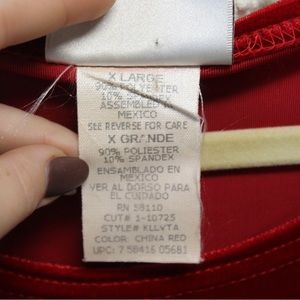 X LARGE
90% POLYESTER
10% SPANDEX
ASSEMBLED IN
MEXICO
SEE REVERSE FOR CARE
X GRANDE
90% POLIESTER
10% SPANDEX
ENSAMBLADO EN
MEXICO
VER AL DORSO PARA
EL CUIDADO
RN 59110
CUT# 1-10725
STYLE# KLLVTA
COLOR: CHINA RED
UPC: 7 58416 05681